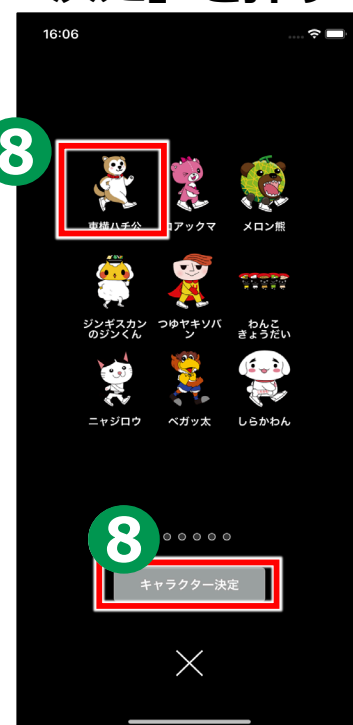 16:06
8
東横ハチ公
コアックマ
メロン熊
ジンギスカン
のジンくん
つゆヤキソバ
ン
わんこ
きょうだい
ニャジロウ
ベガッ太
しらかわん
8
キャラクター決定